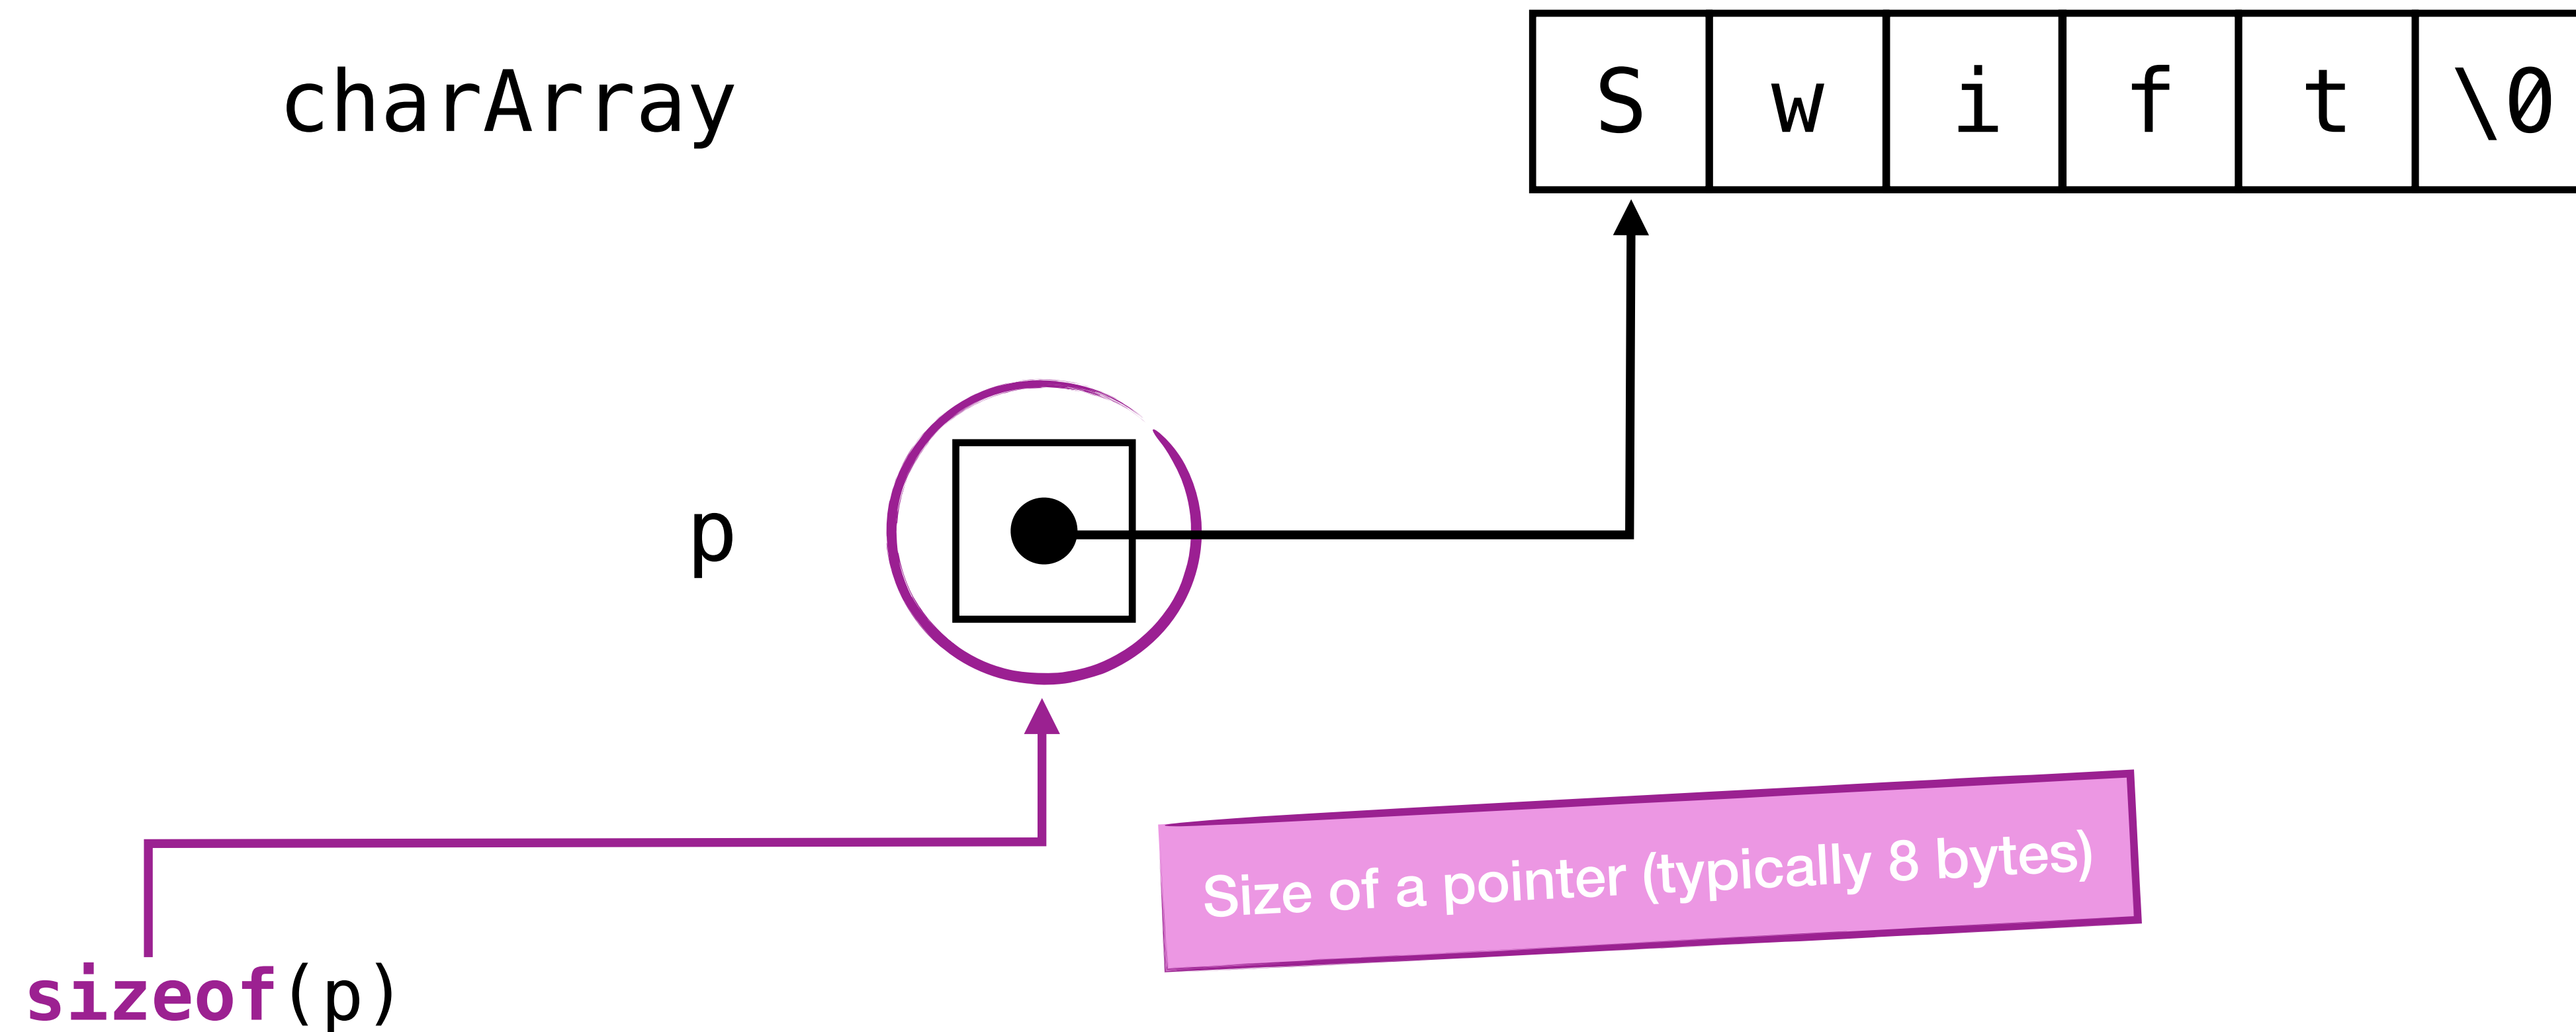 charArray S w i f t \0
p
Size of a pointer (typically 8 bytes)
sizeof(p)